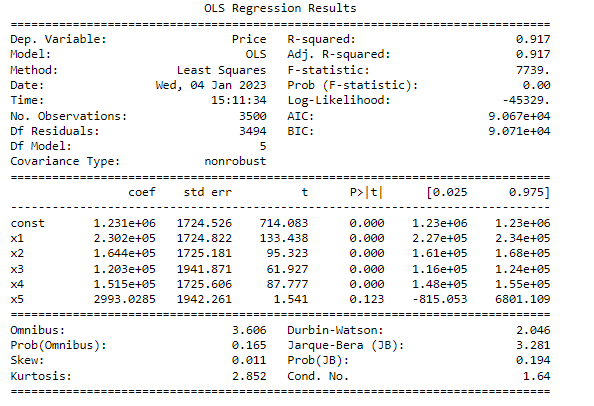 OLS Regression Results
==============================================================================
Dep. Variable:                  Price   R-squared:                       0.917
Model:                            OLS   Adj. R-squared:                  0.917
Method:                 Least Squares   F-statistic:                     7739.
Date:                Wed, 04 Jan 2023   Prob (F-statistic):               0.00
Time:                        15:11:34   Log-Likelihood:                -45329.
No. Observations:                3500   AIC:                         9.067e+04
Df Residuals:                    3494   BIC:                         9.071e+04
Df Model:                           5
Covariance Type:            nonrobust
==============================================================================
                 coef    std err          t      P>|t|      [0.025      0.975]
------------------------------------------------------------------------------
const       1.231e+06   1724.526    714.083      0.000    1.23e+06    1.23e+06
x1          2.302e+05   1724.822    133.438      0.000    2.27e+05    2.34e+05
x2          1.644e+05   1725.181     95.323      0.000    1.61e+05    1.68e+05
x3          1.203e+05   1941.871     61.927      0.000    1.16e+05    1.24e+05
x4          1.515e+05   1725.606     87.777      0.000    1.48e+05    1.55e+05
x5          2993.0285   1942.261      1.541      0.123    -815.053    6801.109
==============================================================================
Omnibus:                        3.606   Durbin-Watson:                   2.046
Prob(Omnibus):                  0.165   Jarque-Bera (JB):                3.281
Skew:                           0.011   Prob(JB):                        0.194
Kurtosis:                       2.852   Cond. No.                         1.64
==============================================================================